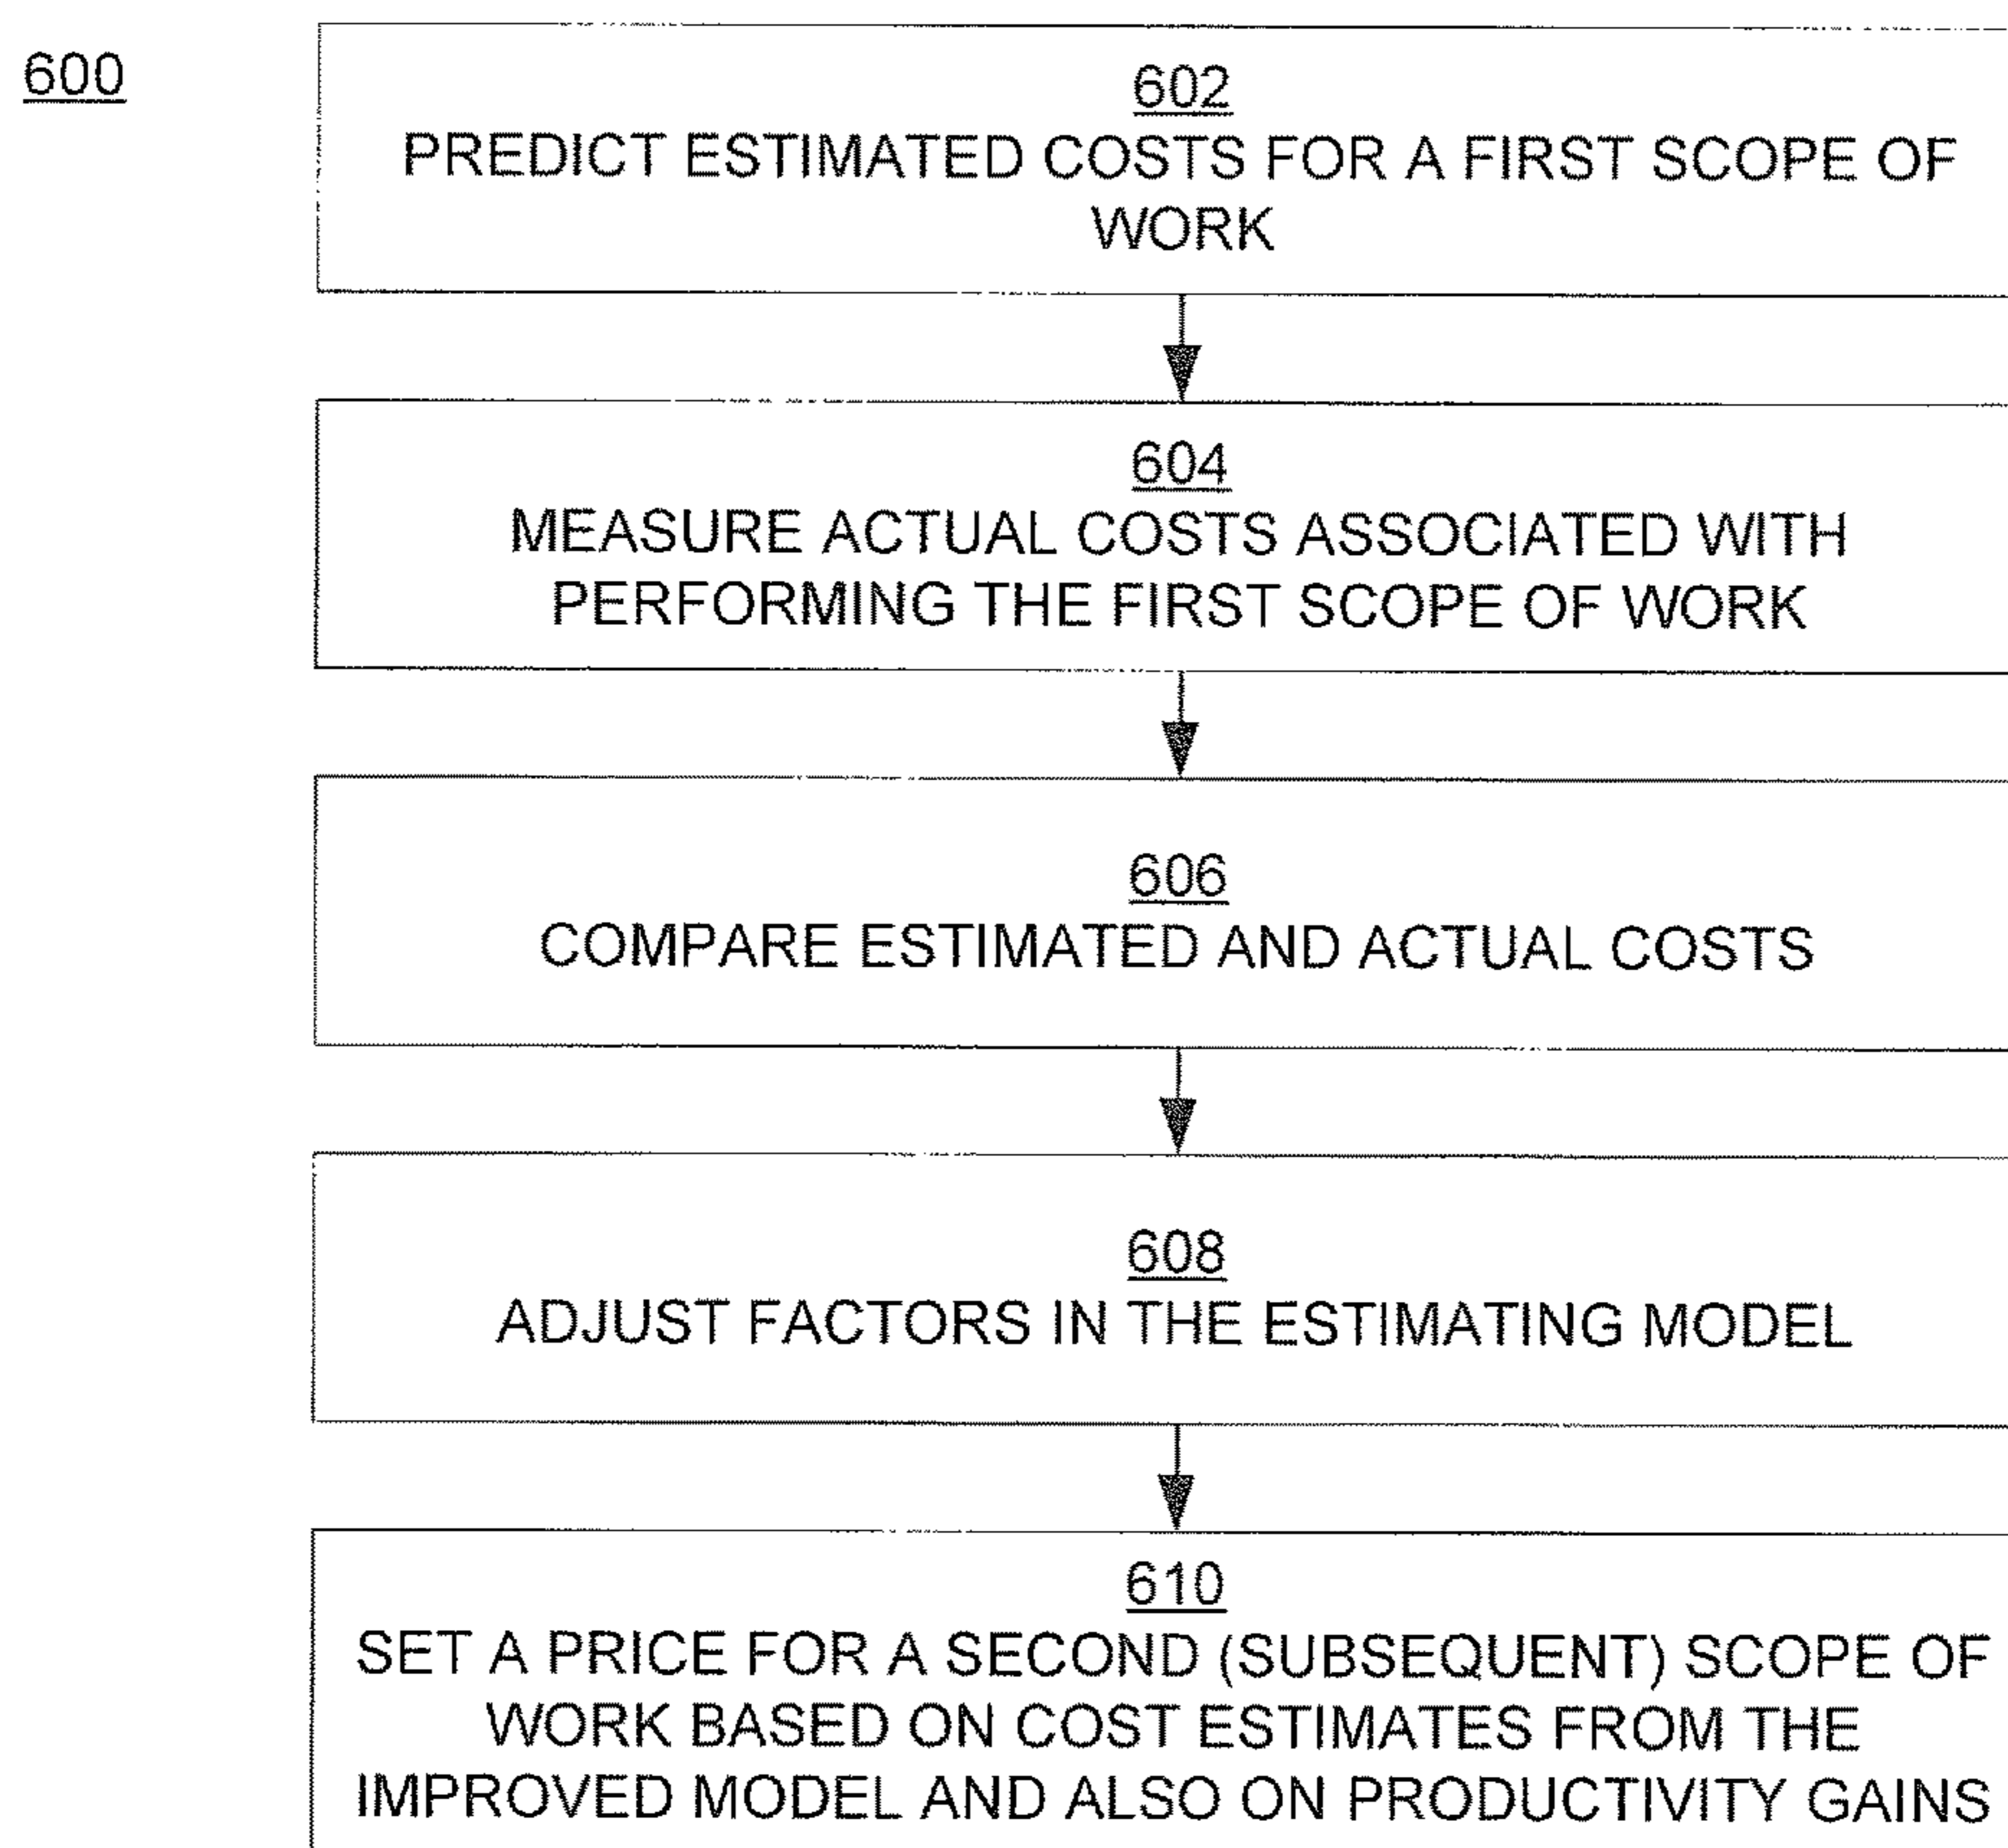 600
602
PREDICT ESTIMATED COSTS FOR A FIRST SCOPE OF
WORK
604
MEASURE ACTUAL COSTS ASSOCIATED WITH
PERFORMING THE FIRST SCOPE OF WORK
606
COMPARE ESTIMATED AND ACTUAL COSTS
608
ADJUST FACTORS IN THE ESTIMATING MODEL
610
SET A PRICE FOR A SECOND (SUBSEQUENT) SCOPE OF
WORK BASED ON COST ESTIMATES FROM THE
IMPROVED MODEL AND ALSO ON PRODUCTIVITY GAINS